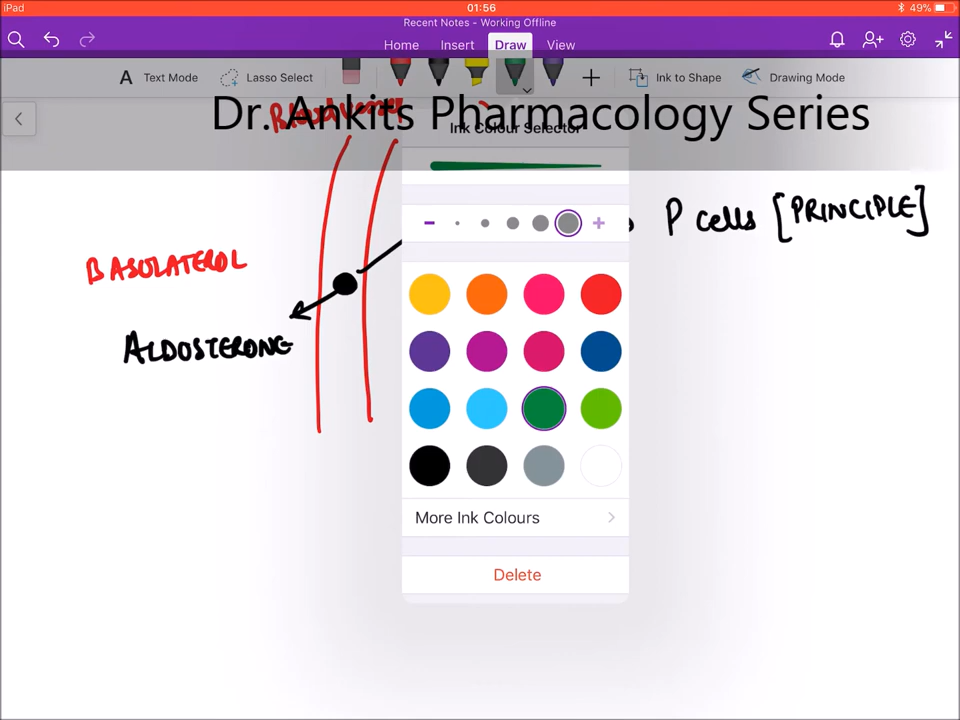 iPad 01:56 49%
Recent Notes - Working Offline
Home Insert Draw View
A Text Mode Lasso Select Ink to Shape Drawing Mode
Dr. Ankits Pharmacology Series
Ink Colour Selector
P cells [PRINCIPLE]
BASOLATEROL
ALDOSTERONE
More Ink Colours
Delete